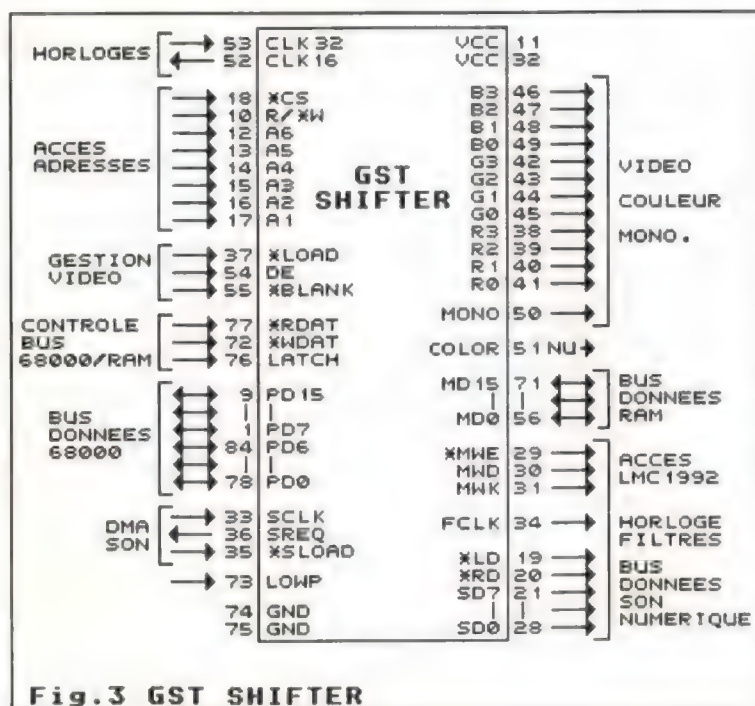 HORLOGES
53 CLK32
52 CLK16
ACCES
ADRESSES
18 *CS
10 R/*W
12 A6
13 A5
14 A4
15 A3
16 A2
17 A1
GESTION
VIDEO
37 *LOAD
54 DE
55 *BLANK
CONTROLE
BUS
68000/RAM
77 *RDAT
72 *WDAT
76 LATCH
BUS
DONNEES
68000
9 PD15
| |
1 PD7
84 PD6
| |
78 PD0
DMA
SON
33 SCLK
36 SREQ
35 *SLOAD
73 LOWP
74 GND
75 GND
GST
SHIFTER
VCC 11
VCC 32
B3 46
B2 47
B1 48
B0 49
G3 42
G2 43
G1 44
G0 45
R3 38
R2 39
R1 40
R0 41
MONO 50
VIDEO
COULEUR
MONO.
COLOR 51 NU
MD15 71
| |
MD0 56
BUS
DONNEES
RAM
*MWE 29
MWD 30
MWK 31
ACCES
LMC1992
FCLK 34
HORLOGE
FILTRES
*LD 19
*RD 20
SD7 21
| |
SD0 28
BUS
DONNEES
SON
NUMERIQUE
Fig.3 GST SHIFTER